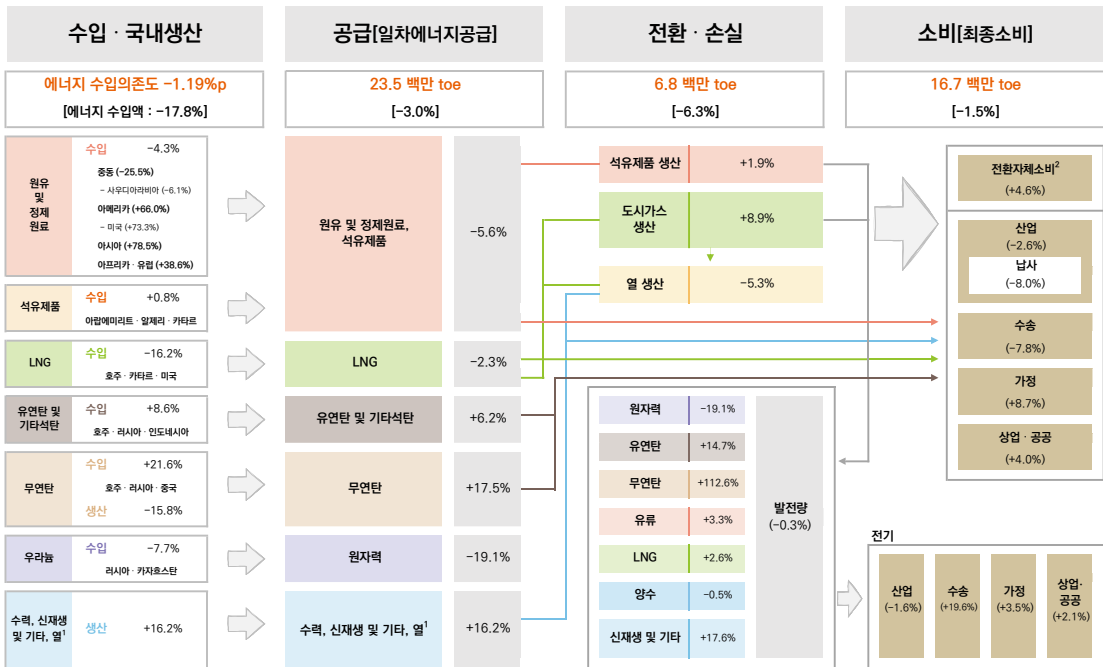 수입 · 국내생산
에너지 수입의존도 -1.19%p
[에너지 수입액 : -17.8%]
원유
및
정제
원료
수입 -4.3%
중동 (-25.5%)
- 사우디아라비아 (-6.1%)
아메리카 (+66.0%)
- 미국 (+73.3%)
아시아 (+78.5%)
아프리카 · 유럽 (+38.6%)
석유제품
수입 +0.8%
아랍에미리트 · 알제리 · 카타르
LNG
수입 -16.2%
호주 · 카타르 · 미국
유연탄 및
기타석탄
수입 +8.6%
호주 · 러시아 · 인도네시아
무연탄
수입 +21.6%
호주 · 러시아 · 중국
생산 -15.8%
우라늄
수입 -7.7%
러시아 · 카자흐스탄
수력, 신재생
및 기타, 열¹
생산 +16.2%
공급[일차에너지공급]
23.5 백만 toe
[-3.0%]
원유 및 정제원료,
석유제품
-5.6%
LNG
-2.3%
유연탄 및 기타석탄
+6.2%
무연탄
+17.5%
원자력
-19.1%
수력, 신재생 및 기타, 열¹
+16.2%
전환 · 손실
6.8 백만 toe
[-6.3%]
석유제품 생산 +1.9%
도시가스
생산
+8.9%
열 생산 -5.3%
원자력 -19.1%
유연탄 +14.7%
무연탄 +112.6%
유류 +3.3%
LNG +2.6%
양수 -0.5%
신재생 및 기타 +17.6%
발전량
(-0.3%)
소비[최종소비]
16.7 백만 toe
[-1.5%]
전환자체소비²
(+4.6%)
산업
(-2.6%)
납사
(-8.0%)
수송
(-7.8%)
가정
(+8.7%)
상업 · 공공
(+4.0%)
전기
산업
(-1.6%)
수송
(+19.6%)
가정
(+3.5%)
상업·
공공
(+2.1%)